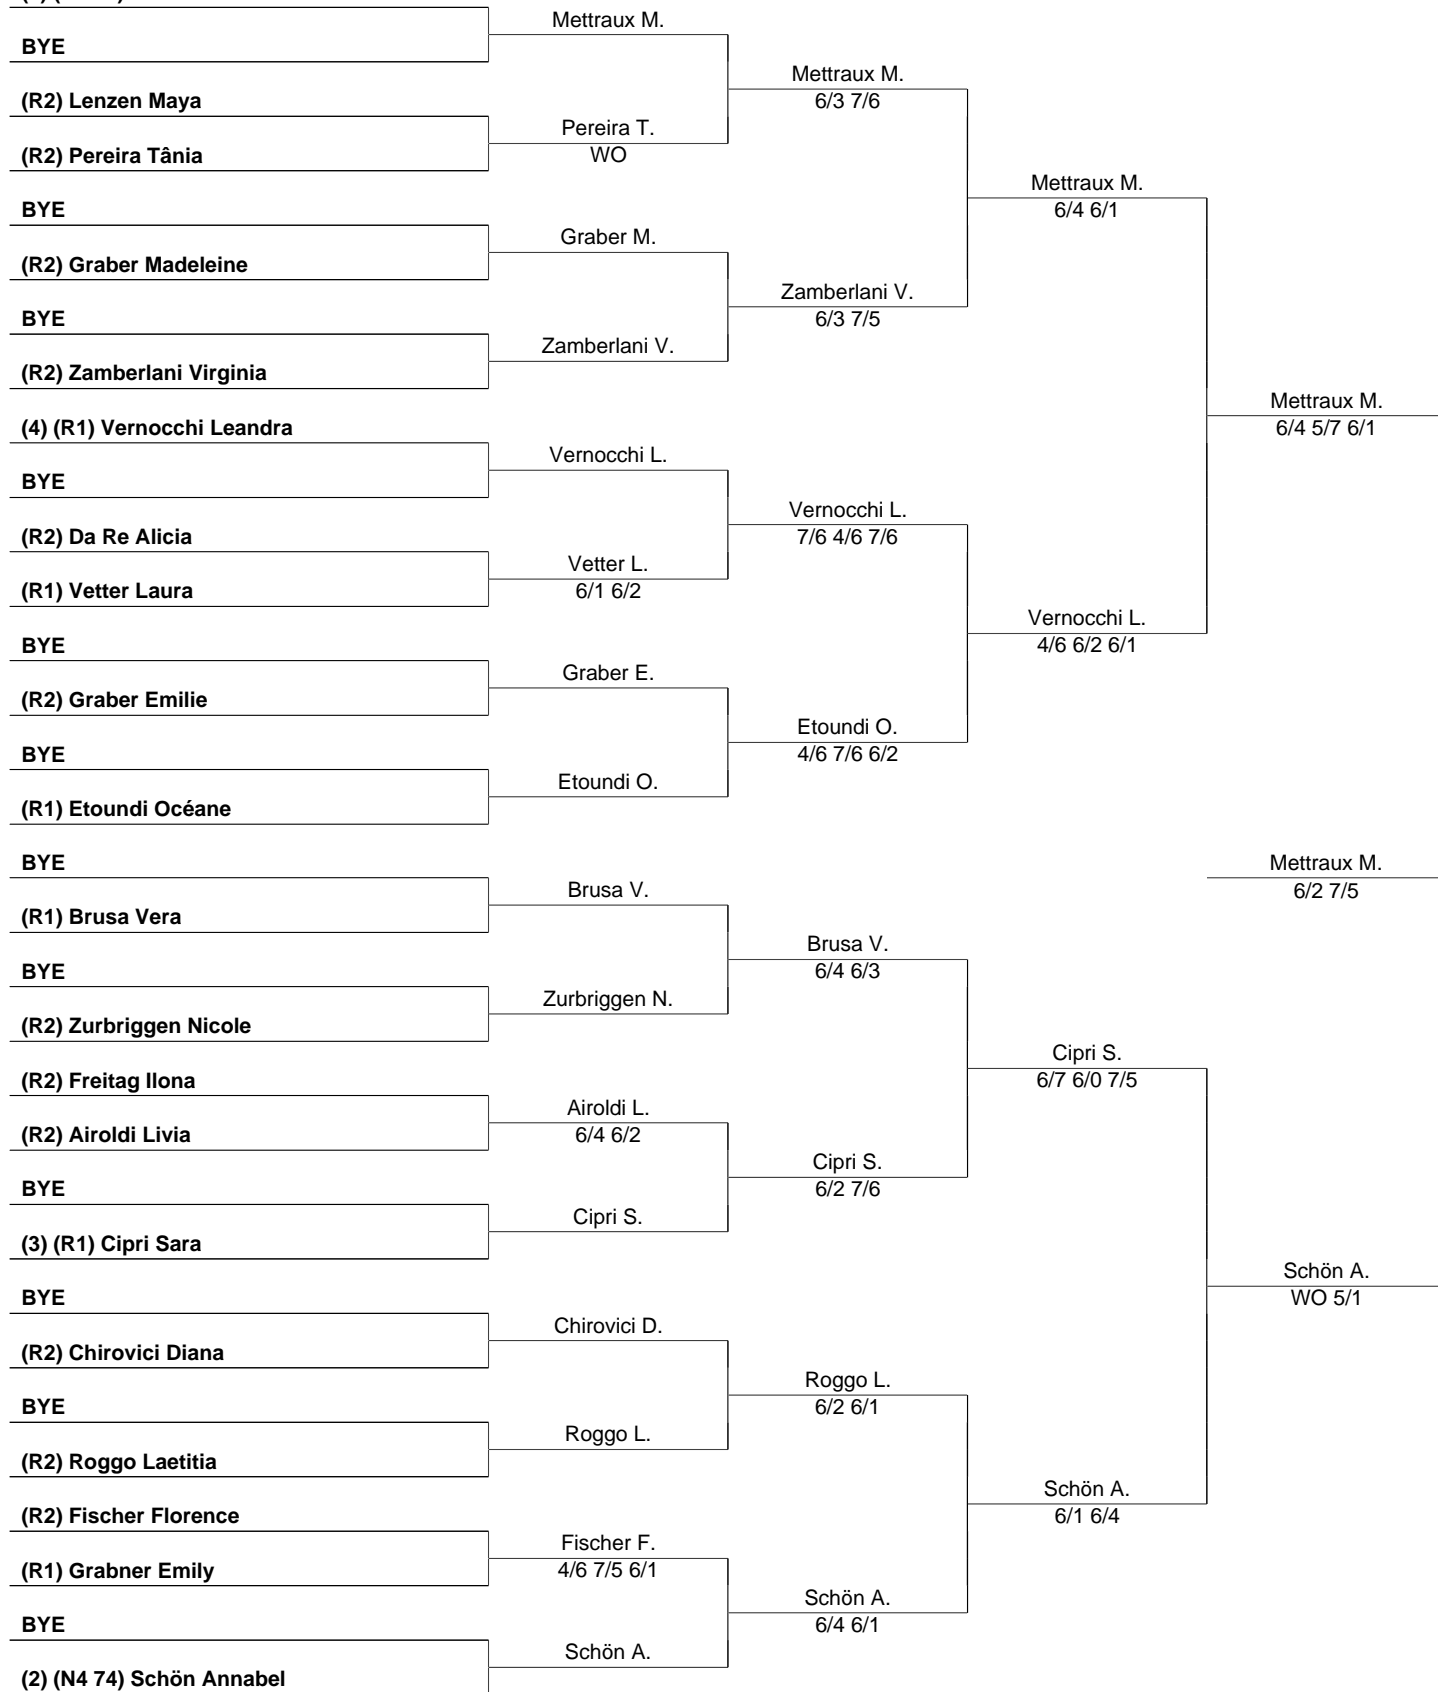 BYE
(R2) Lenzen Maya
(R2) Pereira Tânia
BYE
(R2) Graber Madeleine
BYE
(R2) Zamberlani Virginia
(4) (R1) Vernocchi Leandra
BYE
(R2) Da Re Alicia
(R1) Vetter Laura
BYE
(R2) Graber Emilie
BYE
(R1) Etoundi Océane
BYE
(R1) Brusa Vera
BYE
(R2) Zurbriggen Nicole
(R2) Freitag Ilona
(R2) Airoldi Livia
BYE
(3) (R1) Cipri Sara
BYE
(R2) Chirovici Diana
BYE
(R2) Roggo Laetitia
(R2) Fischer Florence
(R1) Grabner Emily
BYE
(2) (N4 74) Schön Annabel
Mettraux M.
Pereira T.
WO
Graber M.
Zamberlani V.
Vernocchi L.
Vetter L.
6/1 6/2
Graber E.
Etoundi O.
Brusa V.
Zurbriggen N.
Airoldi L.
6/4 6/2
Cipri S.
Chirovici D.
Roggo L.
Fischer F.
4/6 7/5 6/1
Schön A.
Mettraux M.
6/3 7/6
Zamberlani V.
6/3 7/5
Vernocchi L.
7/6 4/6 7/6
Etoundi O.
4/6 7/6 6/2
Brusa V.
6/4 6/3
Cipri S.
6/2 7/6
Roggo L.
6/2 6/1
Schön A.
6/4 6/1
Mettraux M.
6/4 6/1
Vernocchi L.
4/6 6/2 6/1
Cipri S.
6/7 6/0 7/5
Schön A.
6/1 6/4
Mettraux M.
6/4 5/7 6/1
Mettraux M.
6/2 7/5
Schön A.
WO 5/1